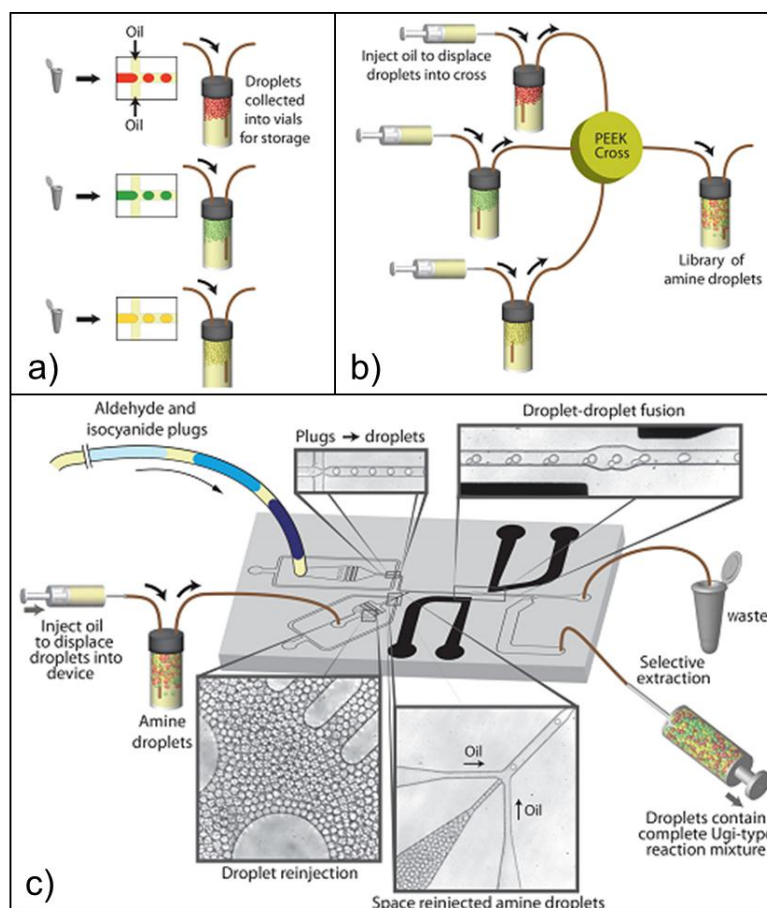 Oil
Oil
Droplets
collected
into vials
for storage
a)
Inject oil to displace
droplets into cross
PEEK
Cross
Library of
amine droplets
b)
Aldehyde and
isocyanide plugs
Plugs → droplets
Droplet-droplet fusion
Inject oil
to displace
droplets into
device
Amine
droplets
waste
Selective
extraction
Droplets contain
complete Ugi-type
reaction mixture
Oil
Oil
Droplet reinjection
Space reinjected amine droplets
c)